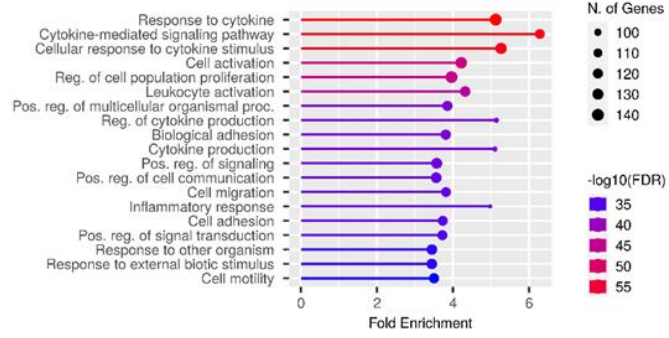 Response to cytokine
Cytokine-mediated signaling pathway
Cellular response to cytokine stimulus
Cell activation
Reg. of cell population proliferation
Leukocyte activation
Pos. reg. of multicellular organismal proc.
Reg. of cytokine production
Biological adhesion
Cytokine production
Pos. reg. of signaling
Pos. reg. of cell communication
Cell migration
Inflammatory response
Cell adhesion
Pos. reg. of signal transduction
Response to other organism
Response to external biotic stimulus
Cell motility
0 2 4 6
Fold Enrichment
N. of Genes
100
110
120
130
140
-log10(FDR)
35
40
45
50
55